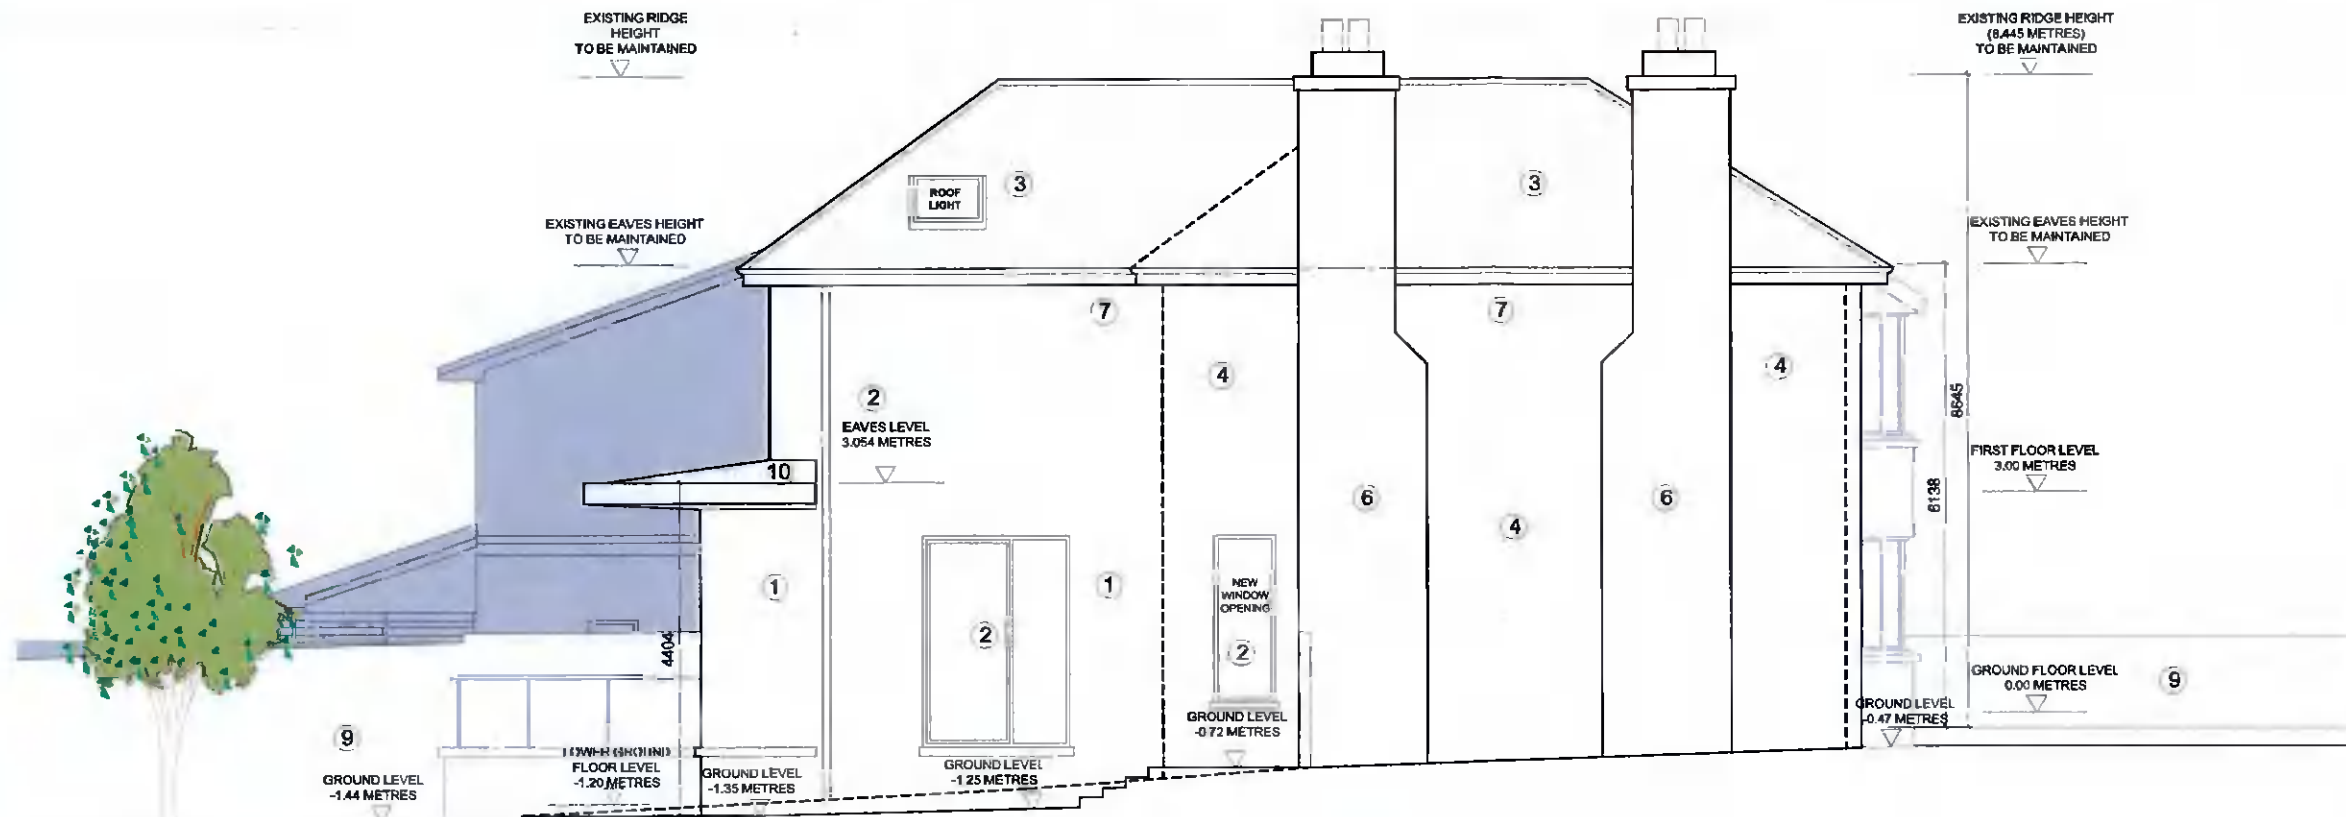 EXISTING RIDGE
HEIGHT
TO BE MAINTAINED
EXISTING RIDGE HEIGHT
(8.445 METRES)
TO BE MAINTAINED
ROOF
LIGHT
3
3
EXISTING EAVES HEIGHT
TO BE MAINTAINED
EXISTING EAVES HEIGHT
TO BE MAINTAINED
7
7
4
4
2
EAVES LEVEL
3.054 METRES
8645
FIRST FLOOR LEVEL
3.00 METRES
10
6
6
6138
4
1
1
NEW
WINDOW
OPENING
2
2
4404
GROUND FLOOR LEVEL
0.00 METRES
9
GROUND LEVEL
-0.47 METRES
GROUND LEVEL
-0.72 METRES
9
LOWER GROUND
FLOOR LEVEL
-1.20 METRES
GROUND LEVEL
-1.44 METRES
GROUND LEVEL
-1.35 METRES
GROUND LEVEL
-1.25 METRES